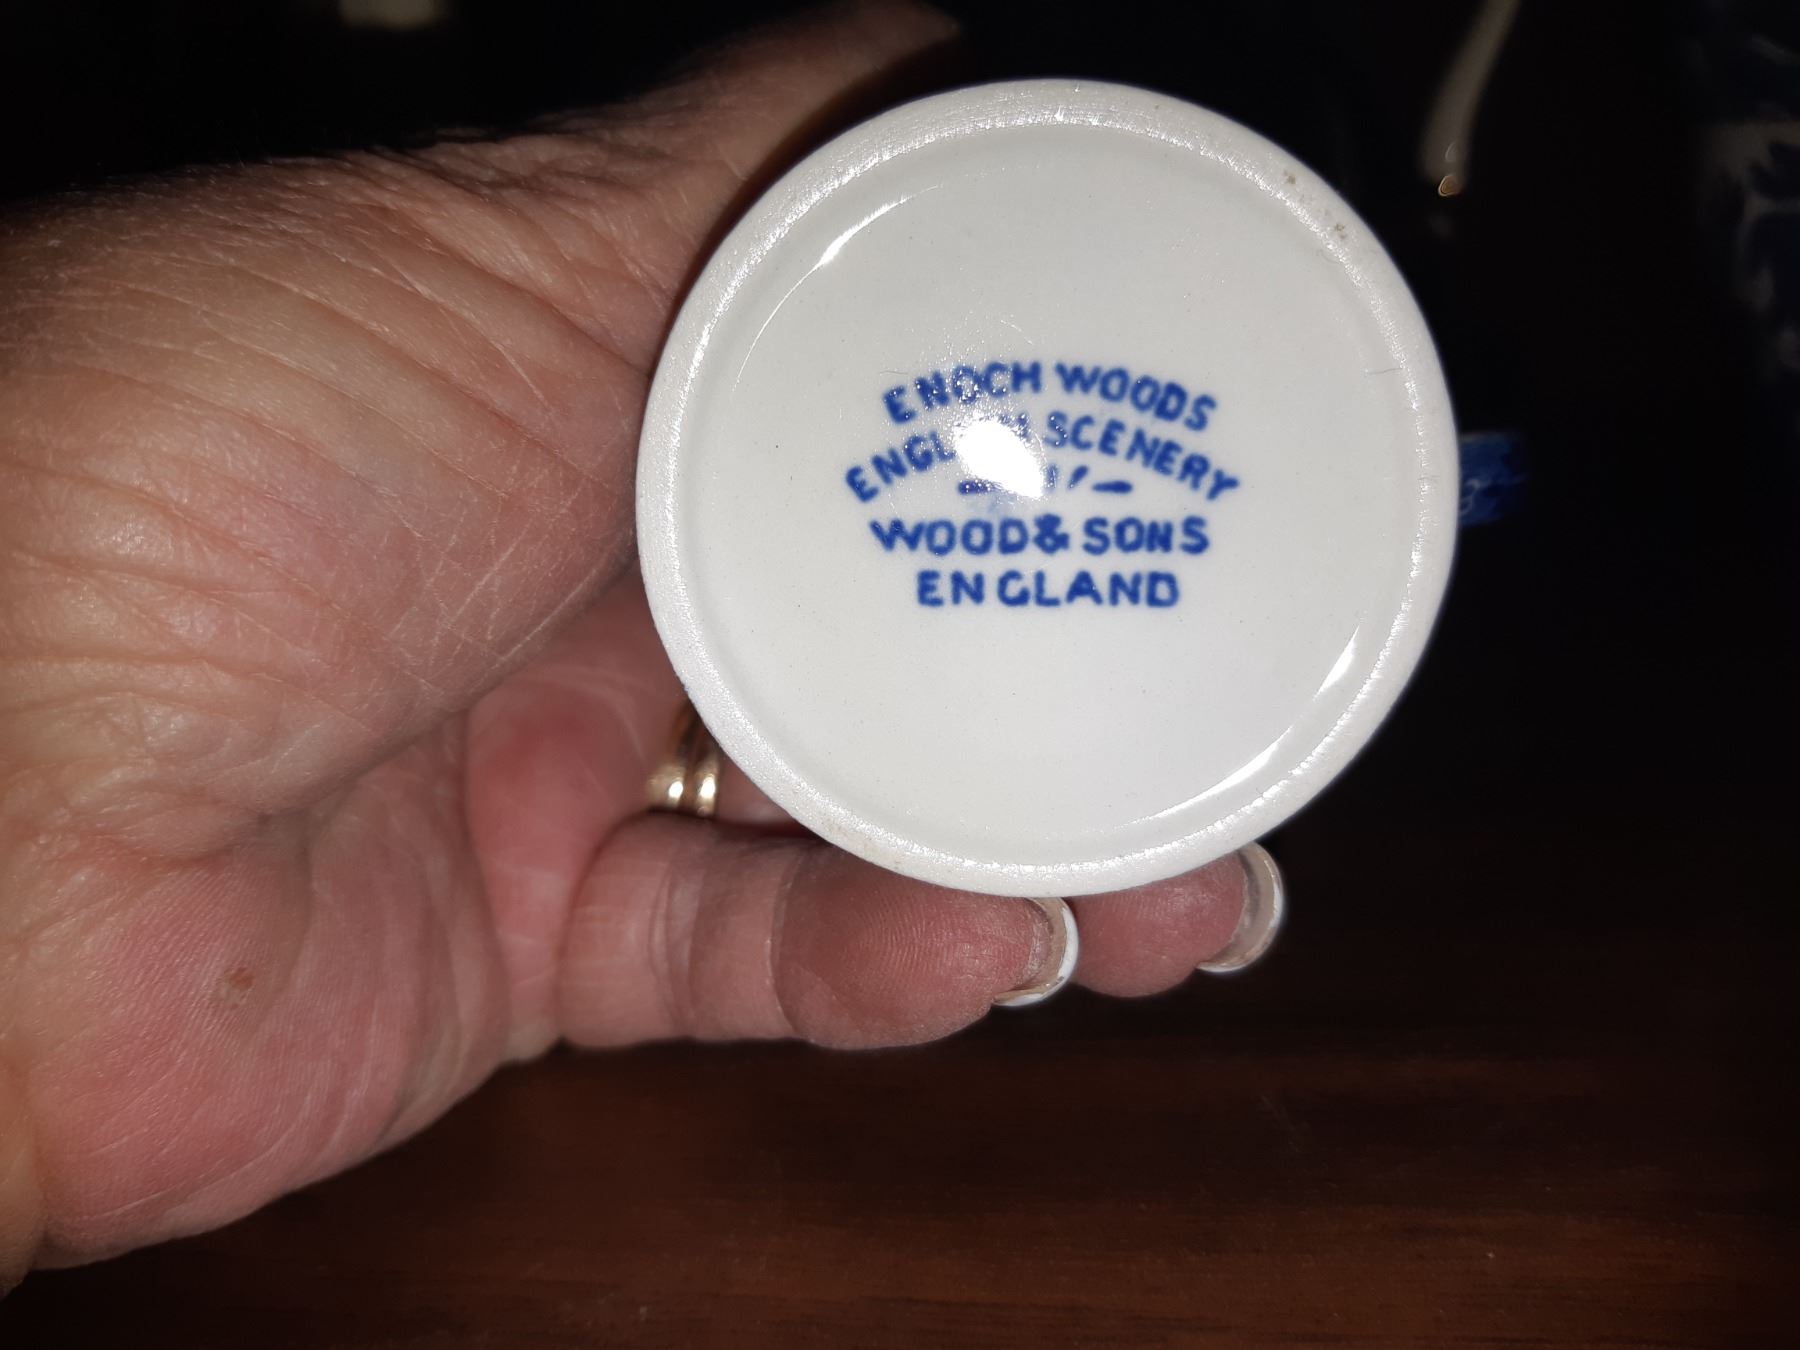 ENOCH WOODS
SCENERY
WOOD & SONS
ENGLAND